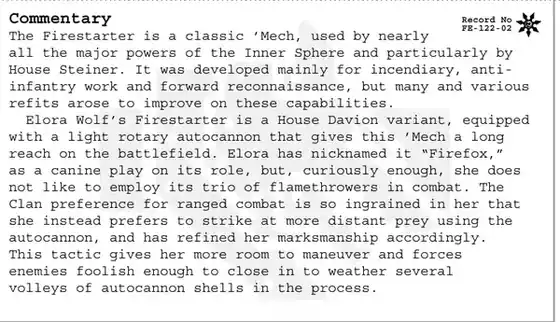 Commentary
Record No
FE-122-02
The Firestarter is a classic ’Mech, used by nearly
all the major powers of the Inner Sphere and particularly by
House Steiner. It was developed mainly for incendiary, anti-
infantry work and forward reconnaissance, but many and various
refits arose to improve on these capabilities.
Elora Wolf’s Firestarter is a House Davion variant, equipped
with a light rotary autocannon that gives this ’Mech a long
reach on the battlefield. Elora has nicknamed it “Firefox,”
as a canine play on its role, but, curiously enough, she does
not like to employ its trio of flamethrowers in combat. The
Clan preference for ranged combat is so ingrained in her that
she instead prefers to strike at more distant prey using the
autocannon, and has refined her marksmanship accordingly.
This tactic gives her more room to maneuver and forces
enemies foolish enough to close in to weather several
volleys of autocannon shells in the process.